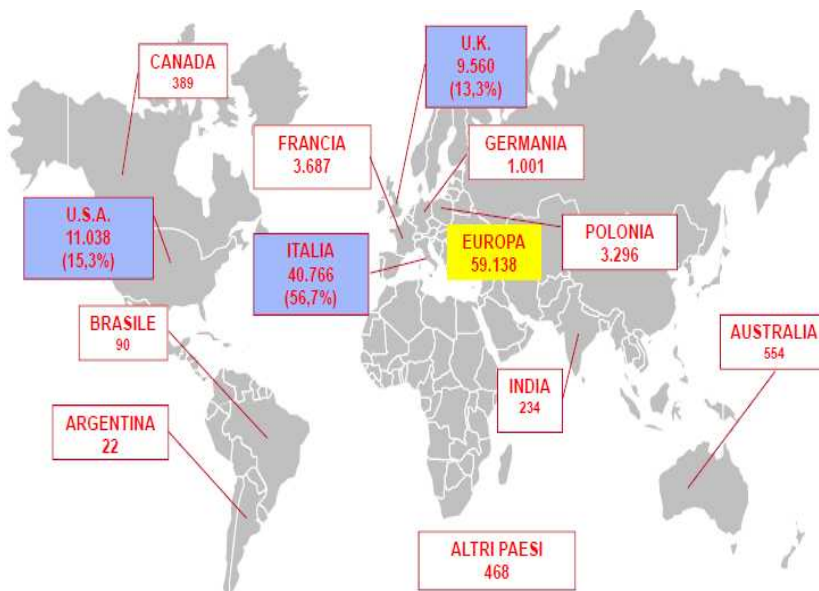 U.K.
9.560
(13,3%)
CANADA
389
FRANCIA
3.687
GERMANIA
1.001
U.S.A.
11.038
(15,3%)
ITALIA
40.766
(56,7%)
EUROPA
59.138
POLONIA
3.296
BRASILE
90
AUSTRALIA
554
INDIA
234
ARGENTINA
22
ALTRI PAESI
468